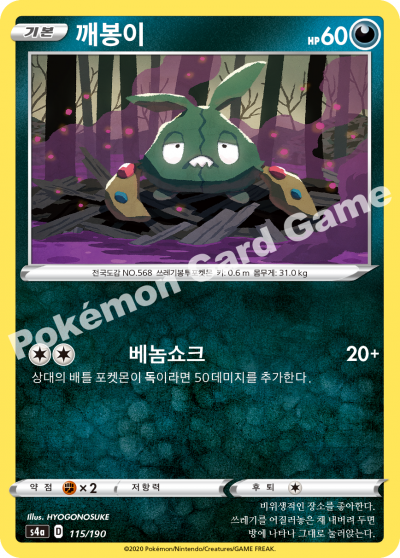 기본 깨봉이 HP 60
전국도감 NO.568 쓰레기봉투포켓몬 키: 0.6 m 몸무게: 31.0 kg
Pokémon Card Game
베놈쇼크 20+
상대의 배틀 포켓몬이 독이라면 50데미지를 추가한다.
약점 ×2 저항력 후퇴
Illus. HYOGONOSUKE
s4a D 115/190
비위생적인 장소를 좋아한다.
쓰레기를 어질러놓은 채 내버려 두면
방에 나타나 그대로 눌러앉는다.
©2020 Pokémon/Nintendo/Creatures/GAME FREAK.